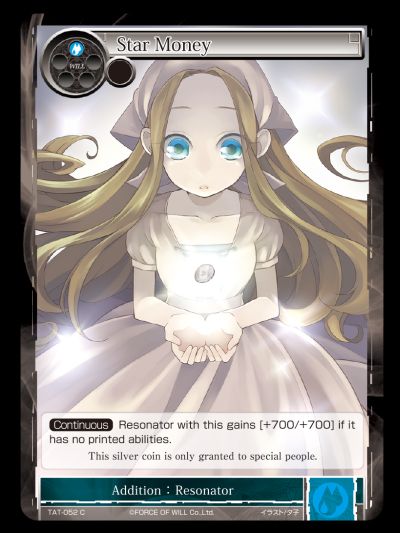 Star Money
WILL
Continuous Resonator with this gains [+700/+700] if it
has no printed abilities.
This silver coin is only granted to special people.
Addition : Resonator
TAT-052 C ©FORCE OF WILL Co.,Ltd. イラスト/タ子